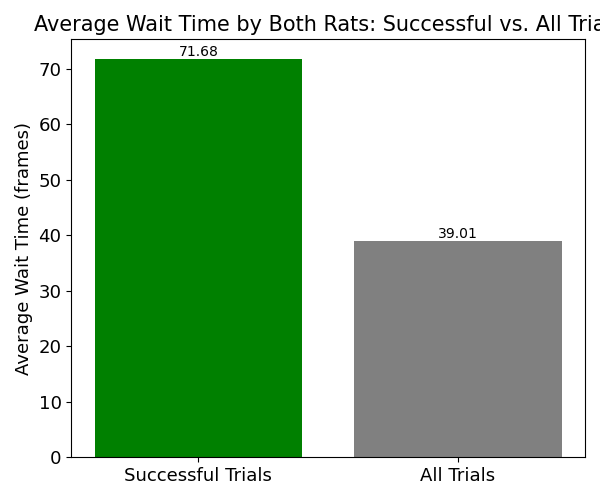 Average Wait Time by Both Rats: Successful vs. All Tria
71.68
39.01
Average Wait Time (frames)
70
60
50
40
30
20
10
0
Successful Trials
All Trials